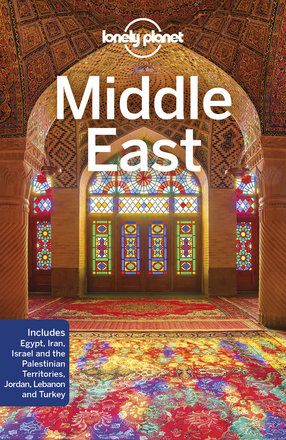 lonely planet
Middle
East
Includes
Egypt, Iran,
Israel and the
Palestinian
Territories,
Jordan, Lebanon
and Turkey